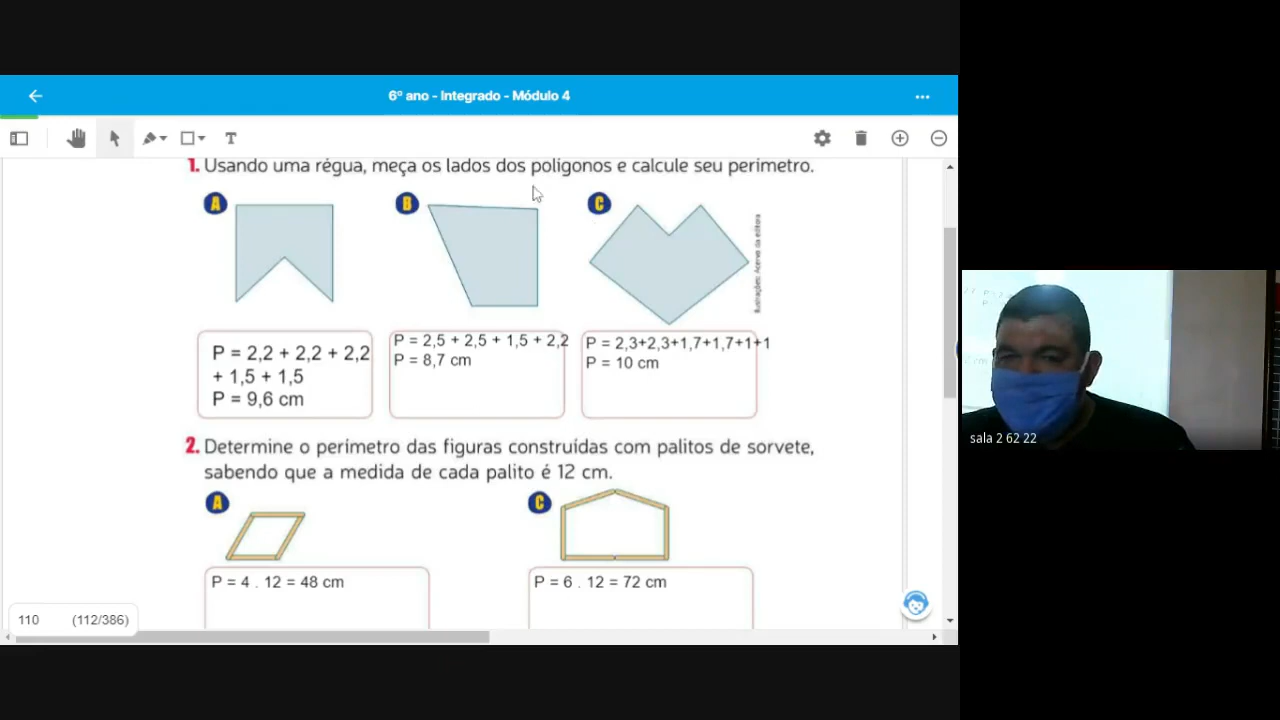 6º ano - Integrado - Módulo 4
T
1. Usando uma régua, meça os lados dos polígonos e calcule seu perímetro.
A
B
C
Ilustrações: Acervo da editora
P = 2,2 + 2,2 + 2,2
+ 1,5 + 1,5
P = 9,6 cm
P = 2,5 + 2,5 + 1,5 + 2,2
P = 8,7 cm
P = 2,3+2,3+1,7+1,7+1+1
P = 10 cm
2. Determine o perímetro das figuras construídas com palitos de sorvete,
sabendo que a medida de cada palito é 12 cm.
A
C
P = 4 . 12 = 48 cm
P = 6 . 12 = 72 cm
110 (112/386)
sala 2 62 22